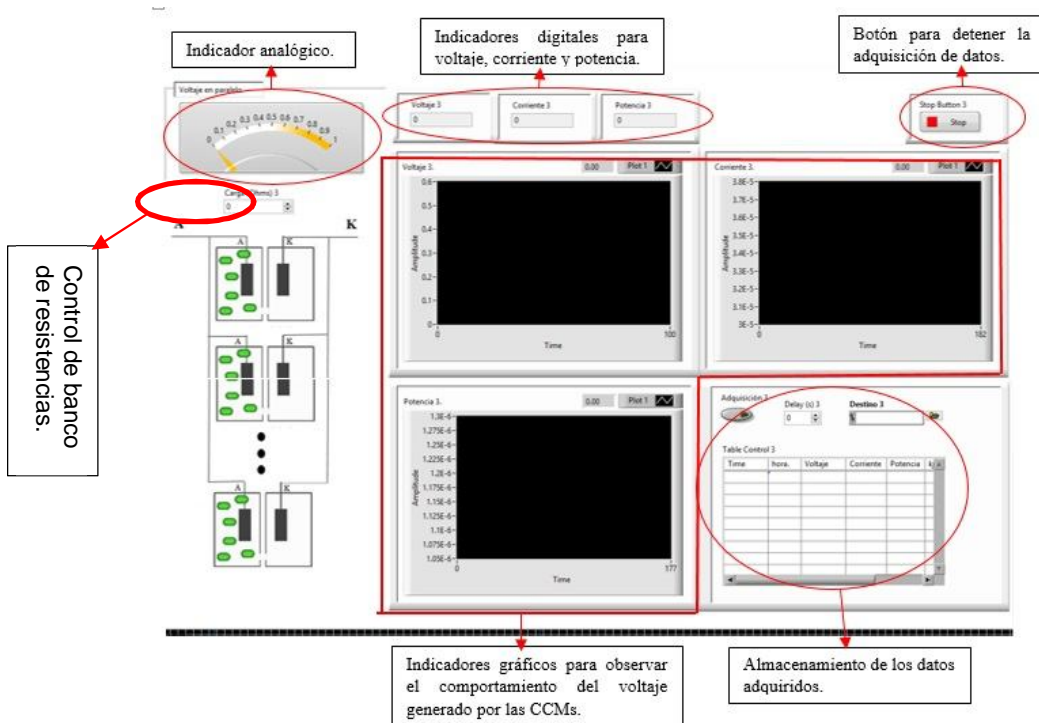 Indicador analógico.
Indicadores digitales para
voltaje, corriente y potencia.
Botón para detener la
adquisición de datos.
Voltaje en paralelo
0 0.1 0.2 0.3 0.4 0.5 0.6 0.7 0.8 0.9 1
Voltaje 3
0
Corriente 3
0
Potencia 3
0
Stop Button 3
Stop
Carga (Ohms) 3
0
A
K
A
K
A
K
A
K
Control de banco
de resistencias.
Voltaje 3.
0.00
Plot 1
Amplitude
0.6-
0.5-
0.4-
0.3-
0.2-
0.1-
0-
0
100
Time
Corriente 3.
0.00
Plot 1
Amplitude
3.8E-5-
3.7E-5-
3.6E-5-
3.5E-5-
3.4E-5-
3.3E-5-
3.2E-5-
3.1E-5-
3E-5-
0
182
Time
Potencia 3.
0.00
Plot 1
Amplitude
1.3E-6-
1.275E-6-
1.25E-6-
1.225E-6-
1.2E-6-
1.175E-6-
1.15E-6-
1.125E-6-
1.1E-6-
1.075E-6-
1.05E-6-
0
177
Time
Adquisición 3
Delay (s) 3
0
Destino 3
Table Control 3
Time hora. Voltaje Corriente Potencia
Indicadores gráficos para observar
el comportamiento del voltaje
generado por las CCMs.
Almacenamiento de los datos
adquiridos.